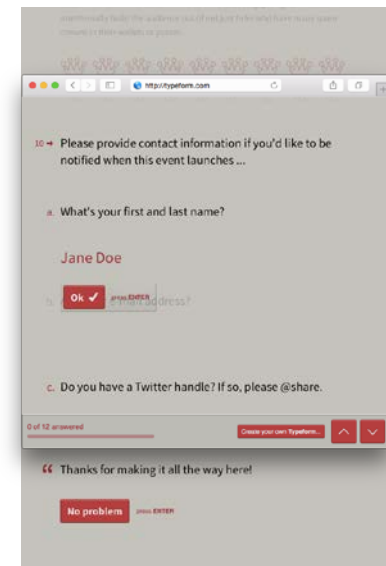 http://typeform.com
10 → Please provide contact information if you'd like to be
notified when this event launches ...
a. What's your first and last name?
Jane Doe
Ok ✓ press ENTER
b. address?
c. Do you have a Twitter handle? If so, please @share.
0 of 12 answered
Create your own Typeform...
“ Thanks for making it all the way here!
No problem press ENTER